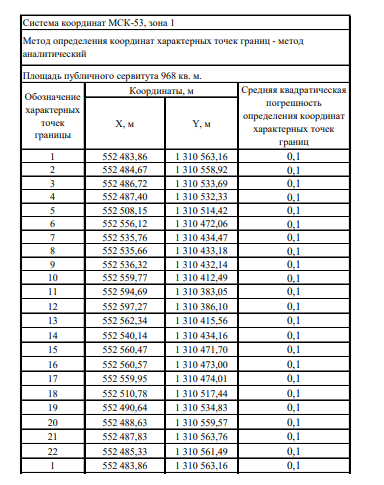 Система координат МСК-53, зона 1
Метод определения координат характерных точек границ - метод
аналитический
Площадь публичного сервитута 968 кв. м.
Обозначение характерных точек границы Координаты, м Средняя квадратическая погрешность определения координат характерных точек границ
X, м Y, м
1 552 483,86 1 310 563,16 0,1
2 552 484,67 1 310 558,92 0,1
3 552 486,72 1 310 533,69 0,1
4 552 487,40 1 310 532,33 0,1
5 552 508,15 1 310 514,42 0,1
6 552 556,12 1 310 472,06 0,1
7 552 535,76 1 310 434,47 0,1
8 552 535,66 1 310 433,18 0,1
9 552 536,32 1 310 432,14 0,1
10 552 559,77 1 310 412,49 0,1
11 552 594,69 1 310 383,05 0,1
12 552 597,27 1 310 386,10 0,1
13 552 562,34 1 310 415,56 0,1
14 552 540,14 1 310 434,16 0,1
15 552 560,47 1 310 471,70 0,1
16 552 560,57 1 310 473,00 0,1
17 552 559,95 1 310 474,01 0,1
18 552 510,78 1 310 517,44 0,1
19 552 490,64 1 310 534,83 0,1
20 552 488,63 1 310 559,57 0,1
21 552 487,83 1 310 563,76 0,1
22 552 485,33 1 310 561,49 0,1
1 552 483,86 1 310 563,16 0,1